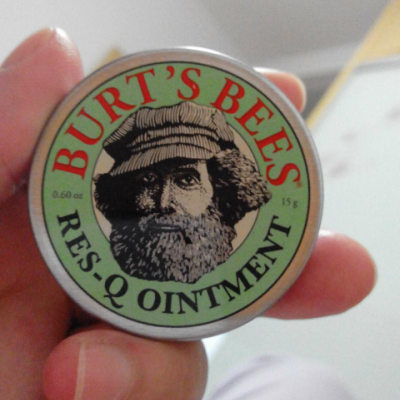 BURT'S BEES®
0.60 oz
15 g
RES-Q OINTMENT